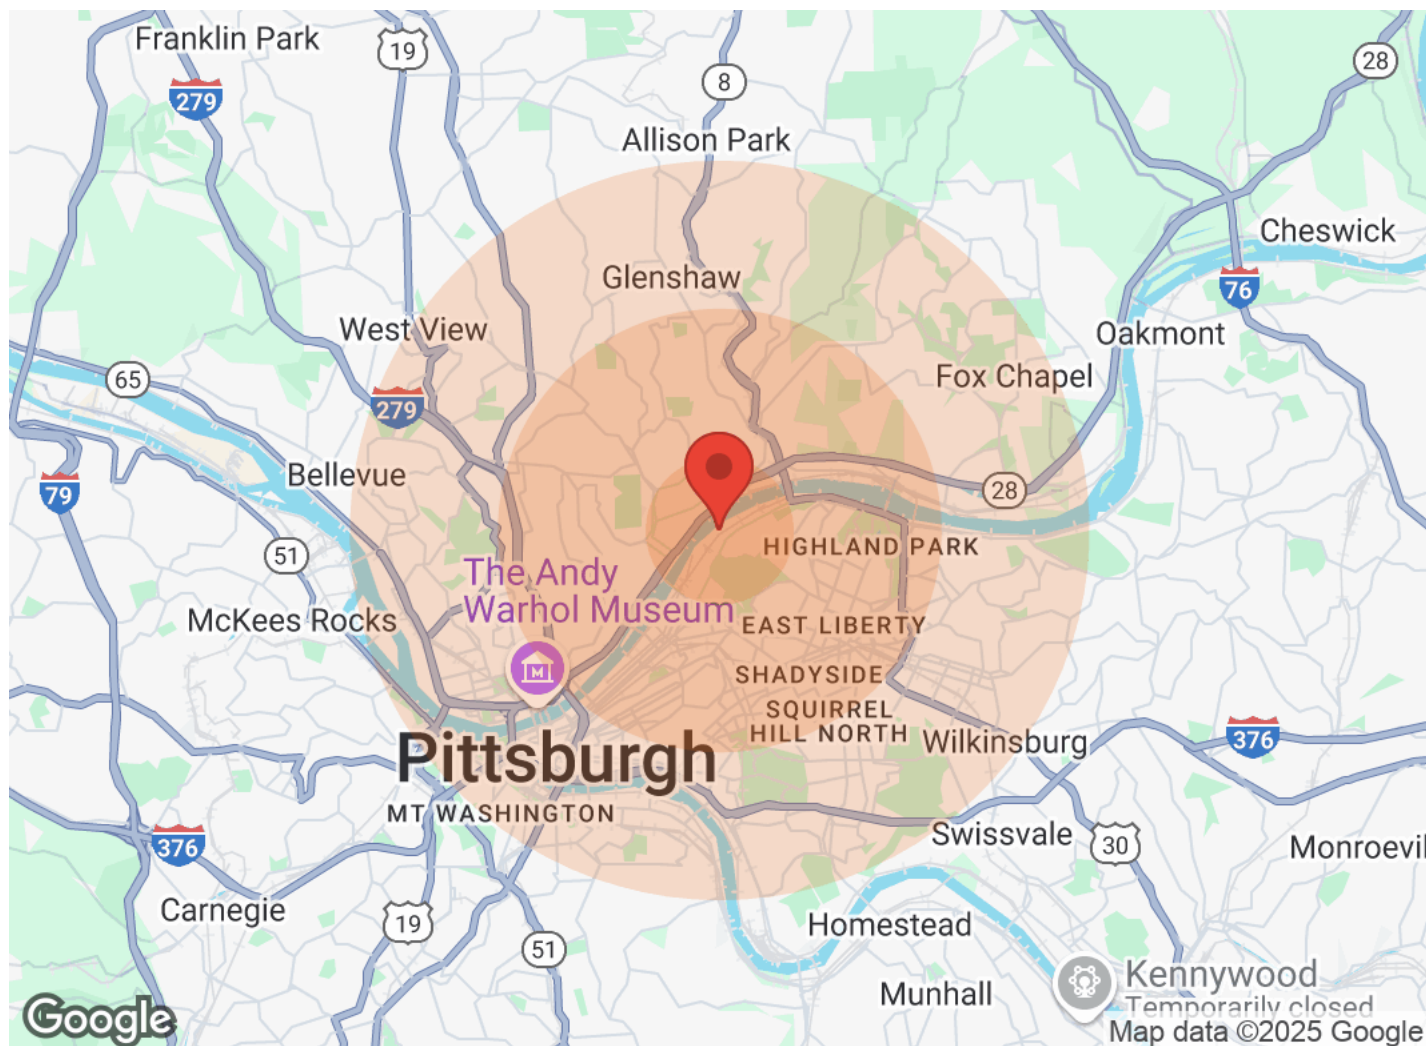 Franklin Park
19
28
279
8
Allison Park
Cheswick
Glenshaw
76
West View
Oakmont
65
Fox Chapel
279
Bellevue
79
28
51
HIGHLAND PARK
The Andy
Warhol Museum
McKees Rocks
EAST LIBERTY
SHADYSIDE
M
SQUIRREL
HILL NORTH
Wilkinsburg
376
Pittsburgh
MT WASHINGTON
Swissvale
30
376
Monroevil
Carnegie
19
Homestead
51
Kennywood
Temporarily closed
Munhall
Google
Map data ©2025 Google